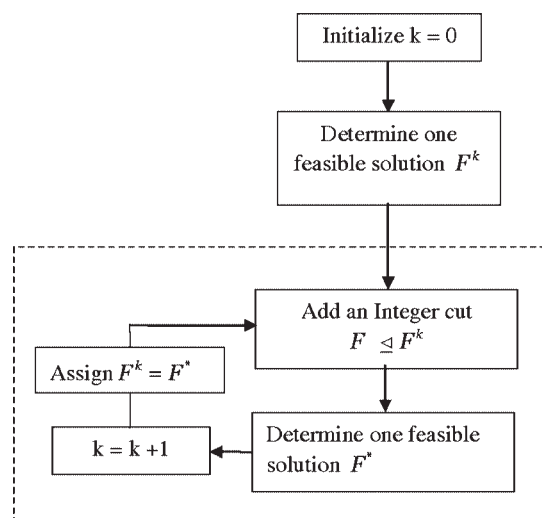 Initialize k = 0
Determine one
feasible solution F^k
Add an Integer cut
F ⊴ F^k
Determine one feasible
solution F^*
k = k +1
Assign F^k = F^*